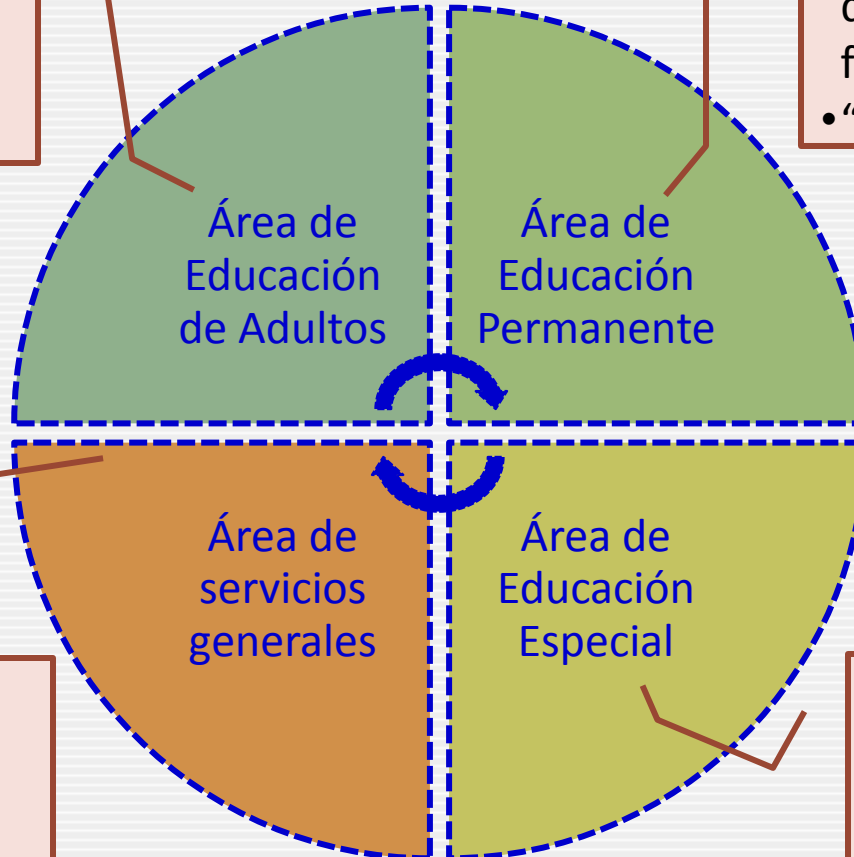 Área de
Educación
de Adultos
Área de
Educación
Permanente
Área de
servicios
generales
Área de
Educación
Especial